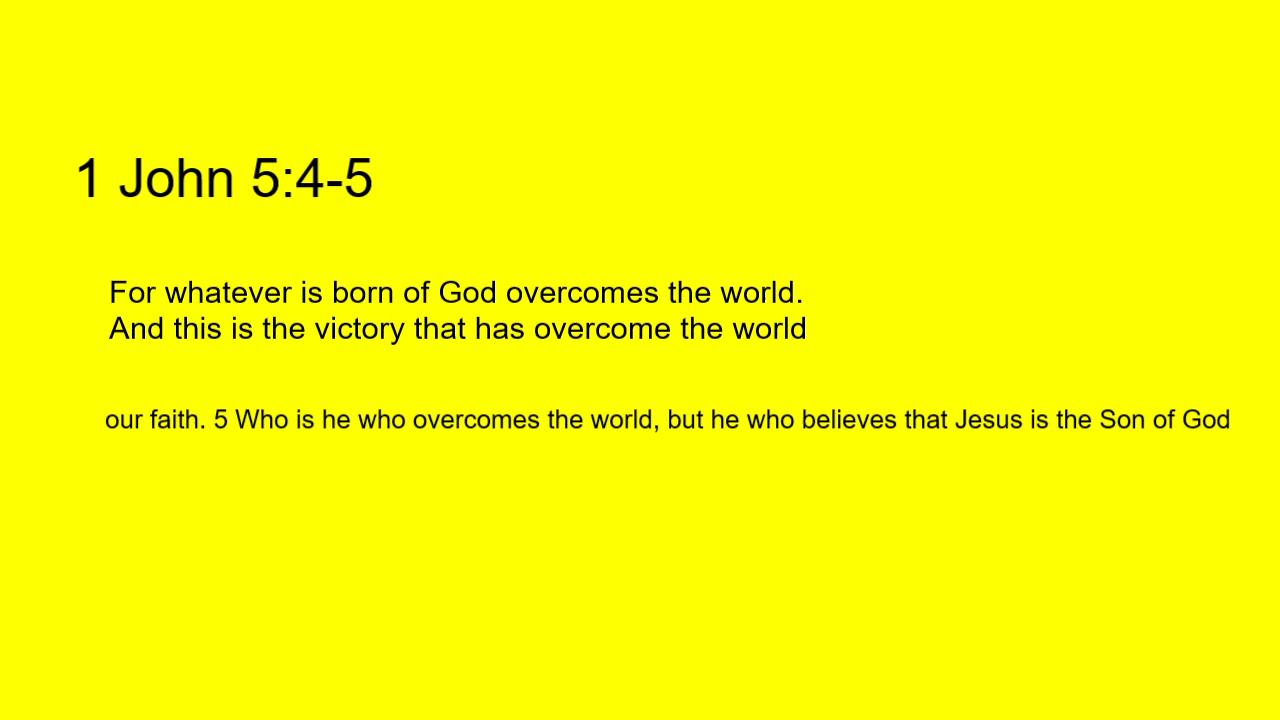 1 John 5:4-5
For whatever is born of God overcomes the world.
And this is the victory that has overcome the world
our faith. 5 Who is he who overcomes the world, but he who believes that Jesus is the Son of God